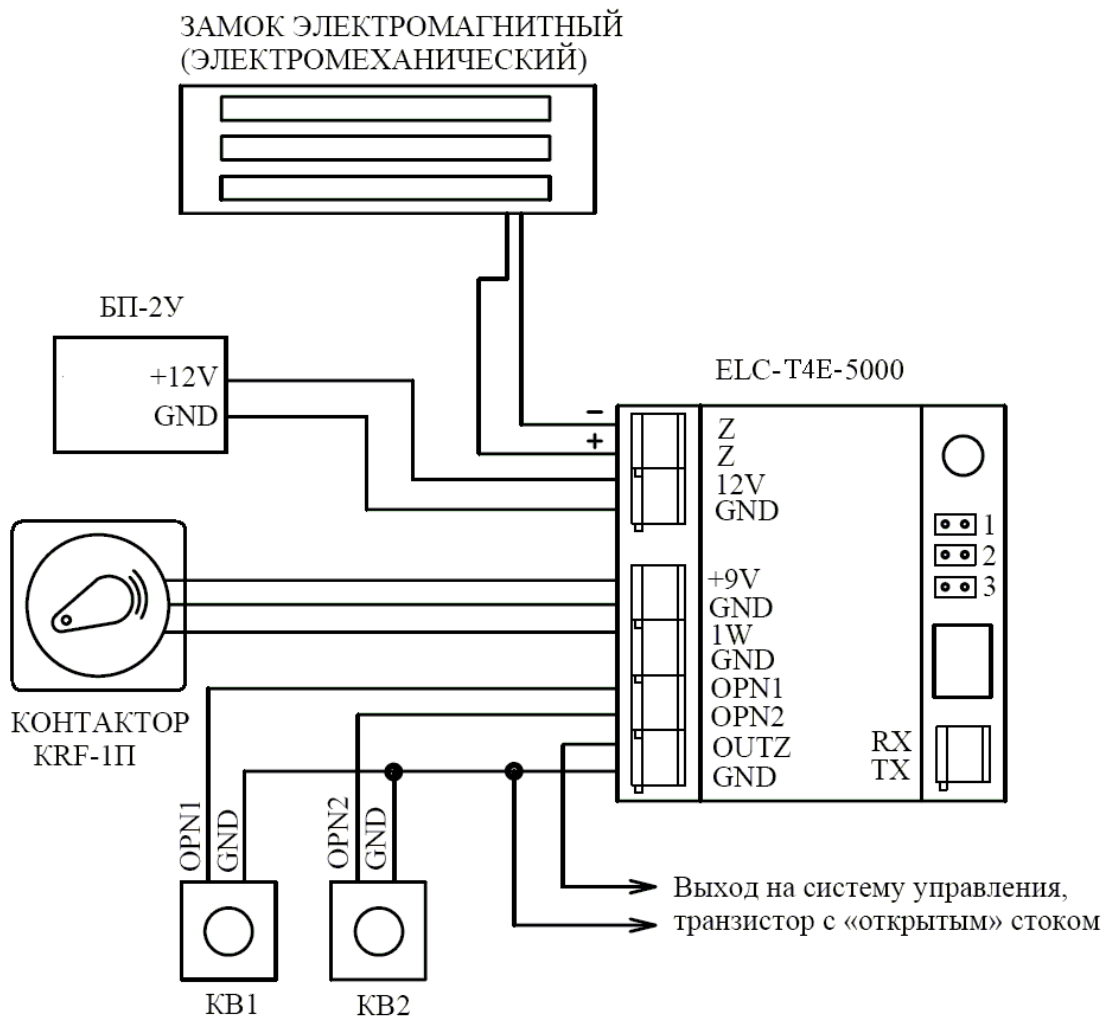 ЗАМОК ЭЛЕКТРОМАГНИТНЫЙ
(ЭЛЕКТРОМЕХАНИЧЕСКИЙ)
БП-2У
+12V
GND
ELC-T4E-5000
−
+
Z
Z
12V
GND
1
2
3
+9V
GND
1W
GND
OPN1
OPN2
OUTZ
GND
RX
TX
КОНТАКТОР
KRF-1П
OPN1
GND
OPN2
GND
Выход на систему управления,
транзистор с «открытым» стоком
КВ1
КВ2